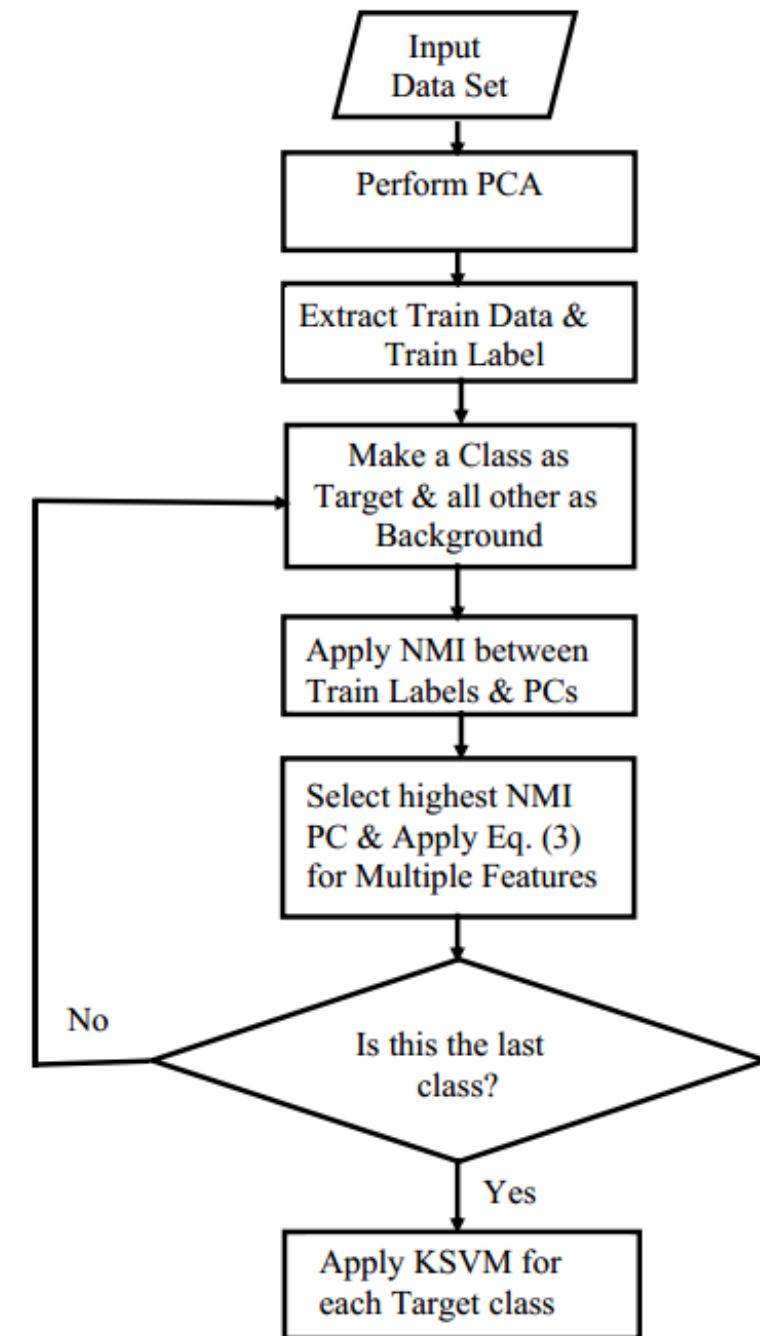 Input
Data Set
Perform PCA
Extract Train Data &
Train Label
Make a Class as
Target & all other as
Background
Apply NMI between
Train Labels & PCs
Select highest NMI
PC & Apply Eq. (3)
for Multiple Features
No
Is this the last
class?
Yes
Apply KSVM for
each Target class